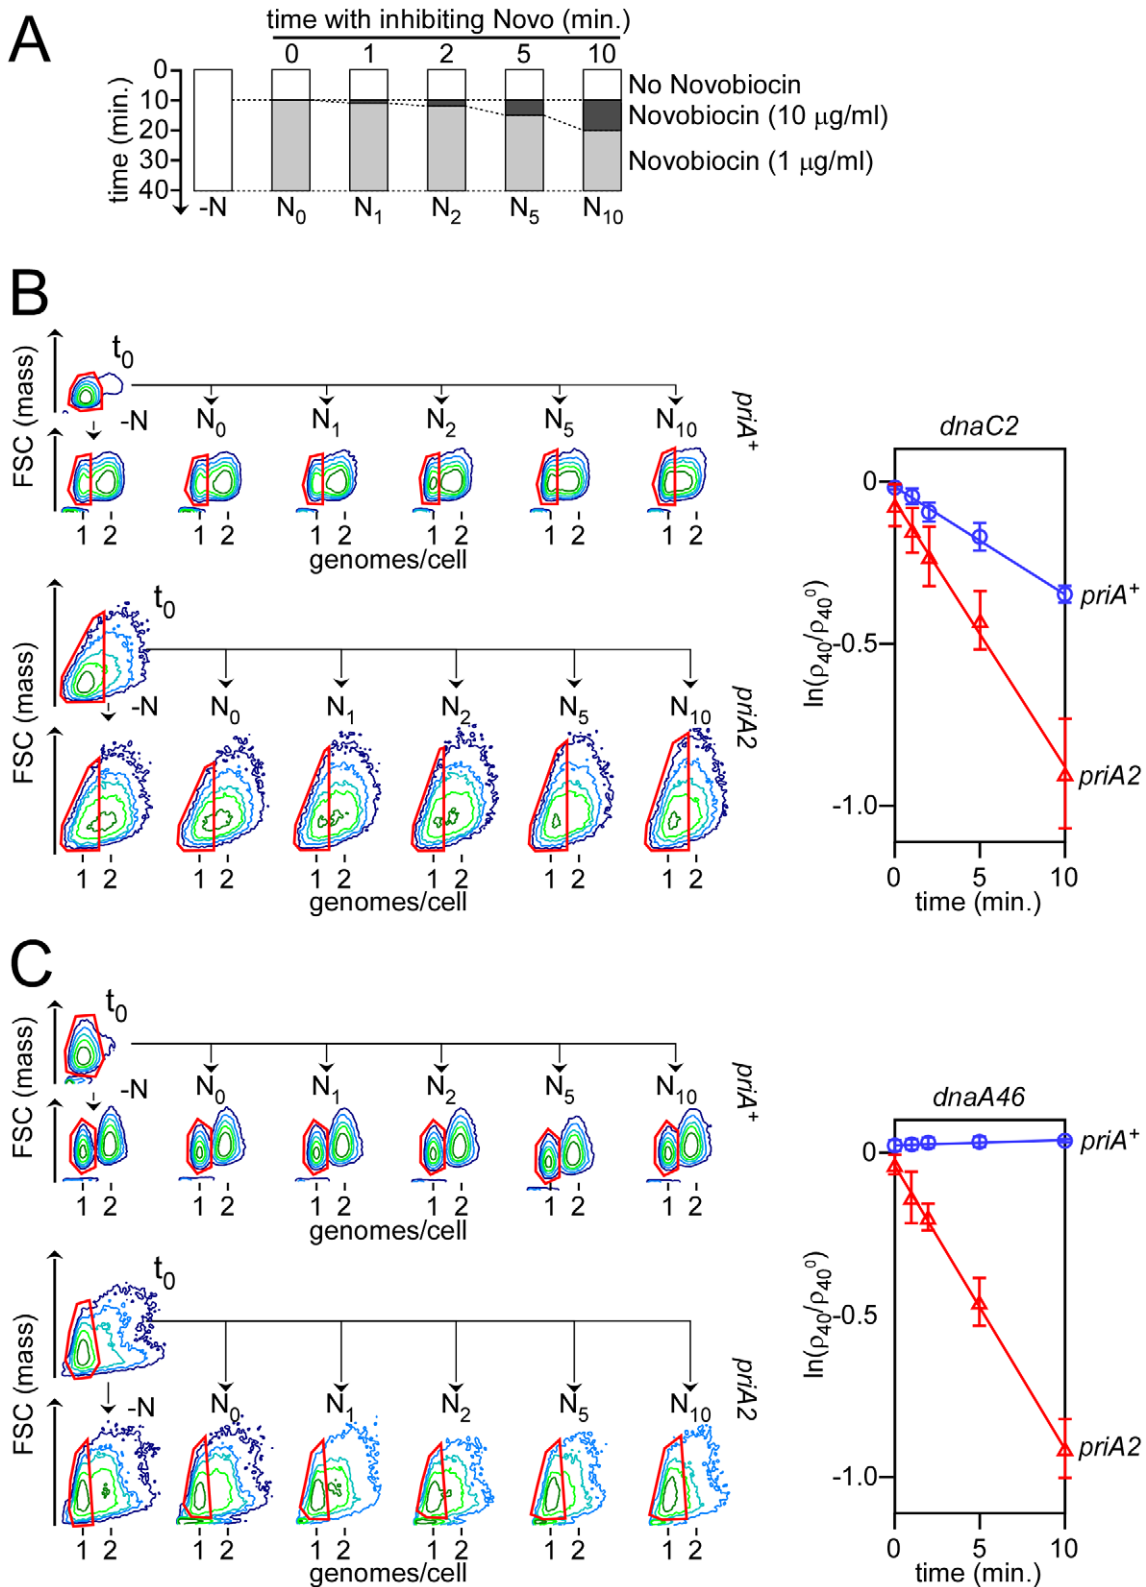 A
time with inhibiting Novo (min.)
0 1 2 5 10
time (min.)
0
10
20
30
40
No Novobiocin
Novobiocin (10 μg/ml)
Novobiocin (1 μg/ml)
-N N0 N1 N2 N5 N10
B
FSC (mass)
t0
-N N0 N1 N2 N5 N10
priA+
FSC (mass)
1 2 1 2 1 2 1 2 1 2 1 2
genomes/cell
FSC (mass)
t0
-N N0 N1 N2 N5 N10
priA2
1 2 1 2 1 2 1 2 1 2 1 2
genomes/cell
dnaC2
ln(ρ40/ρ40⁰)
0
-0.5
-1.0
priA+
priA2
0 5 10
time (min.)
C
FSC (mass)
t0
-N N0 N1 N2 N5 N10
priA+
1 2 1 2 1 2 1 2 1 2 1 2
genomes/cell
FSC (mass)
t0
-N N0 N1 N2 N5 N10
priA2
1 2 1 2 1 2 1 2 1 2 1 2
genomes/cell
dnaA46
ln(ρ40/ρ40⁰)
0
-0.5
-1.0
priA+
priA2
0 5 10
time (min.)